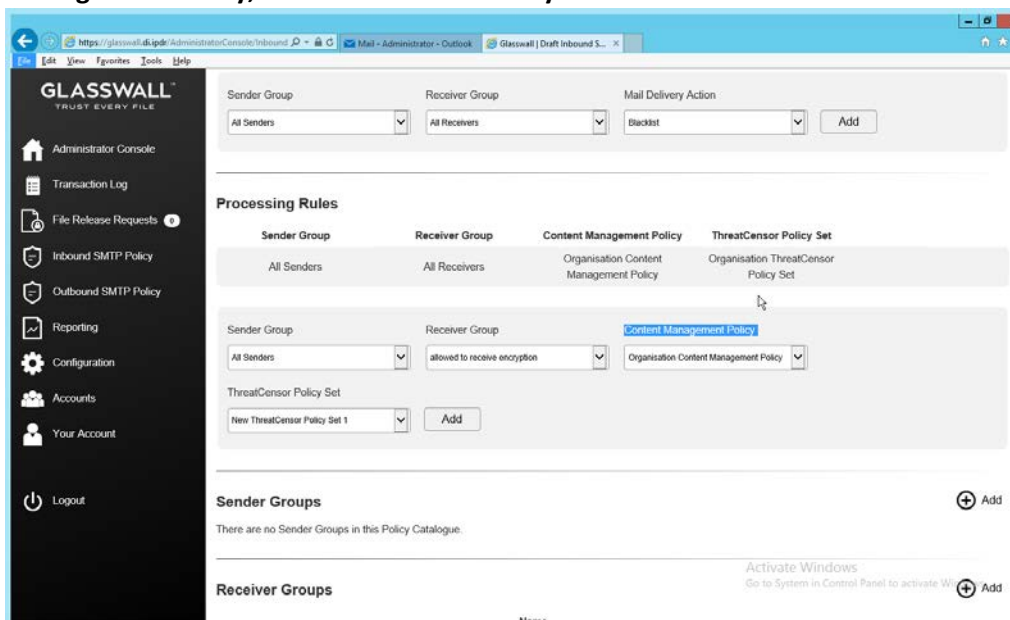 https://glasswall.di.ipdr/AdministratorConsole/Inbound
Mail - Administrator - Outlook
Glasswall | Draft Inbound S...
File Edit View Favorites Tools Help
GLASSWALL
TRUST EVERY FILE
Administrator Console
Transaction Log
File Release Requests 0
Inbound SMTP Policy
Outbound SMTP Policy
Reporting
Configuration
Accounts
Your Account
Logout
Sender Group Receiver Group Mail Delivery Action
All Senders All Receivers Blacklist Add
Processing Rules
Sender Group Receiver Group Content Management Policy ThreatCensor Policy Set
All Senders All Receivers Organisation Content Management Policy Organisation ThreatCensor Policy Set
Sender Group Receiver Group Content Management Policy
All Senders allowed to receive encryption Organisation Content Management Policy
ThreatCensor Policy Set
New ThreatCensor Policy Set 1 Add
Sender Groups Add
There are no Sender Groups in this Policy Catalogue.
Activate Windows
Go to System in Control Panel to activate
Receiver Groups Add